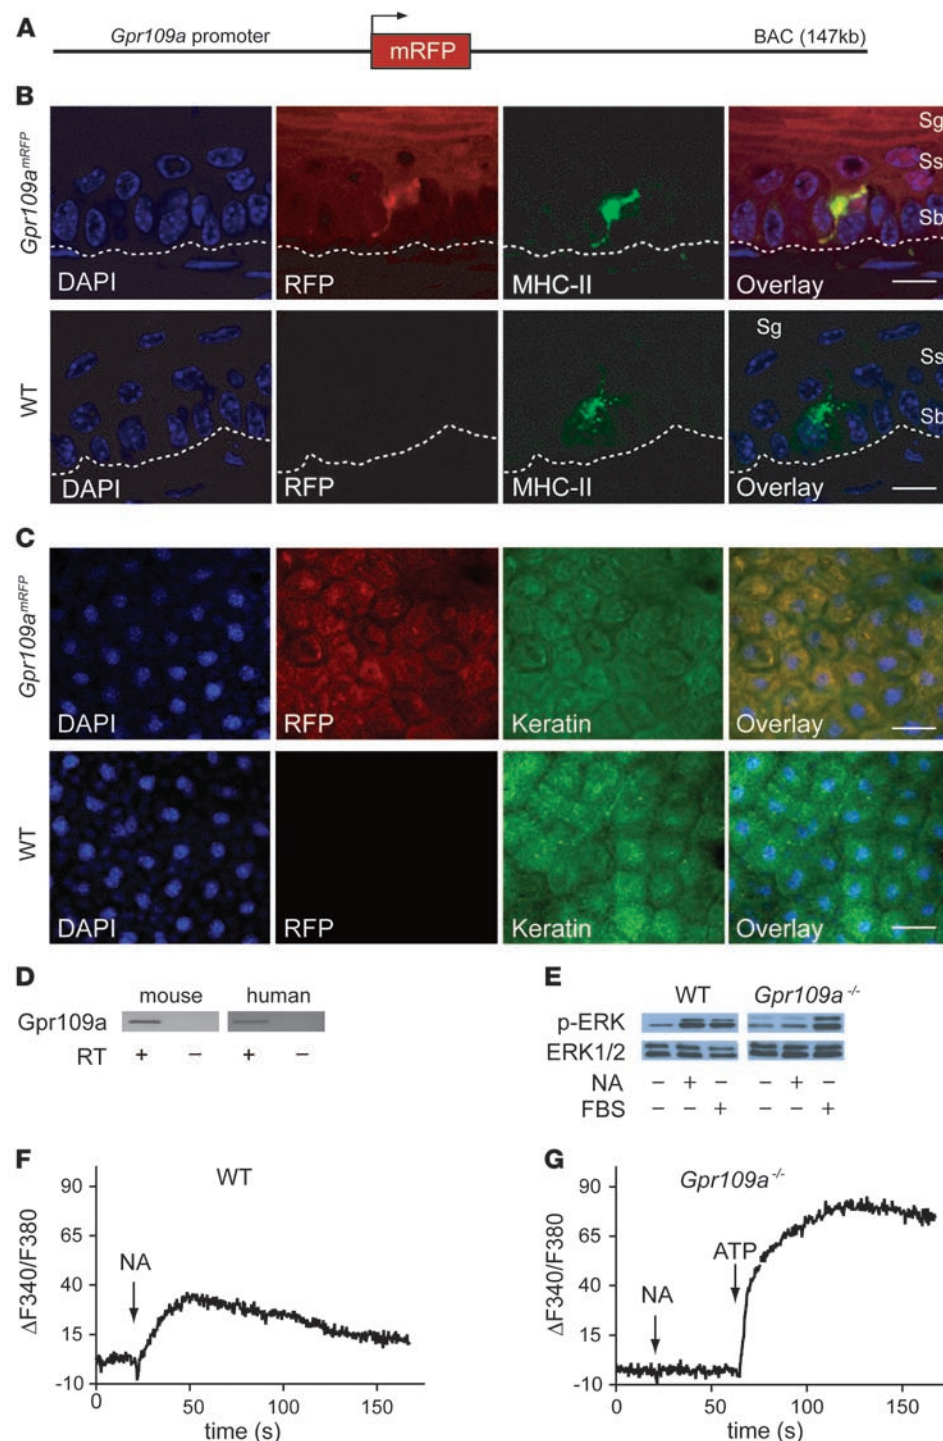 A
Gpr109a promoter
mRFP
BAC (147kb)
B
Gpr109a^mRFP
DAPI
RFP
MHC-II
Overlay
Sg
Ss
Sb
WT
DAPI
RFP
MHC-II
Overlay
Sg
Ss
Sb
C
Gpr109a^mRFP
DAPI
RFP
Keratin
Overlay
WT
DAPI
RFP
Keratin
Overlay
D
mouse human
Gpr109a
RT + − + −
E
WT Gpr109a^-/-
p-ERK
ERK1/2
NA − + − − + −
FBS − − + − − +
F
WT
ΔF340/F380
90
65
40
15
-10
NA
0 50 100 150
time (s)
G
Gpr109a^-/-
ΔF340/F380
90
65
40
15
-10
NA
ATP
0 50 100 150
time (s)